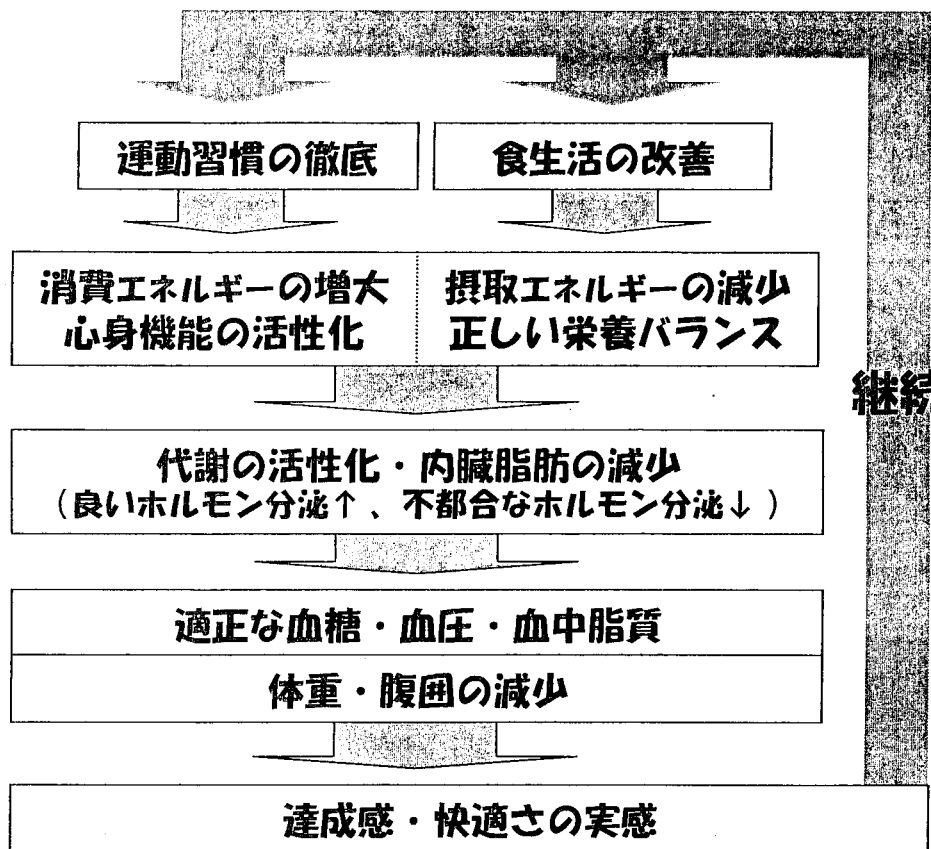 運動習慣の徹底
食生活の改善
消費エネルギーの増大
心身機能の活性化
摂取エネルギーの減少
正しい栄養バランス
継続
代謝の活性化・内臓脂肪の減少
(良いホルモン分泌↑、不都合なホルモン分泌↓)
適正な血糖・血圧・血中脂質
体重・腹囲の減少
達成感・快適さの実感